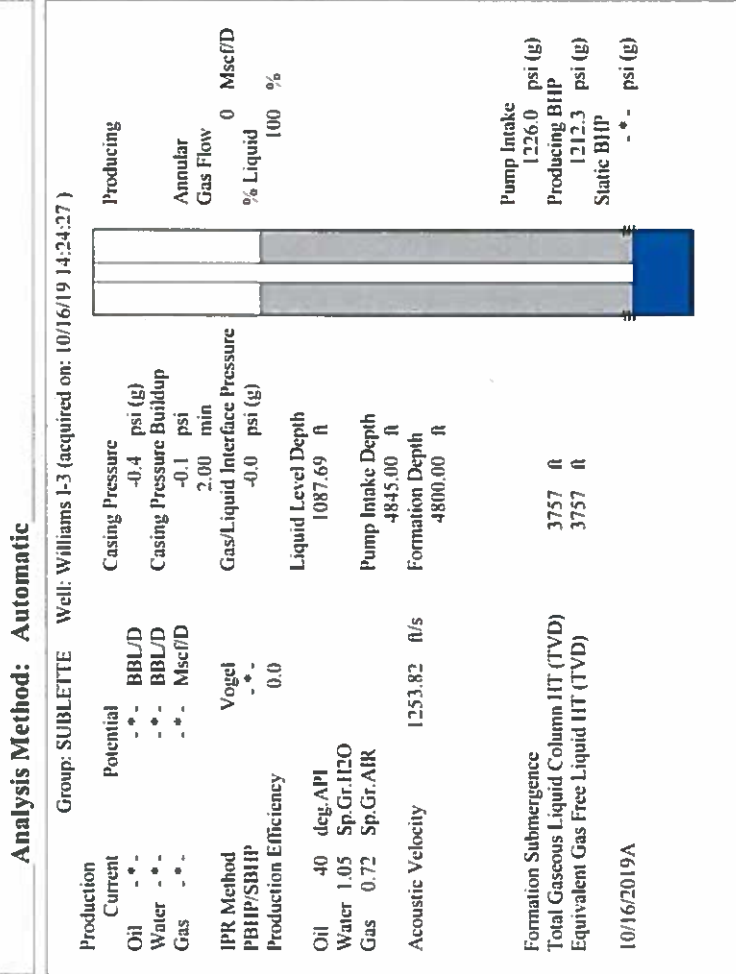 Analysis Method: Automatic
Group: SUBLETTE Well: Williams 1-3 (acquired on: 10/16/19 14:24:27 )
Production
Current Potential
Oil - * - - * - BBL/D
Water - * - - * - BBL/D
Gas - * - - * - Mscf/D
IPR Method Vogel
PBHP/SBHP - * -
Production Efficiency 0.0
Oil 40 deg.API
Water 1.05 Sp.Gr.H2O
Gas 0.72 Sp.Gr.AIR
Acoustic Velocity 1253.82 ft/s
Formation Submergence
Total Gaseous Liquid Column HT (TVD) 3757 ft
Equivalent Gas Free Liquid HT (TVD) 3757 ft
10/16/2019A
Casing Pressure
-0.4 psi (g)
Casing Pressure Buildup
-0.1 psi
2.00 min
Gas/Liquid Interface Pressure
-0.0 psi (g)
Liquid Level Depth
1087.69 ft
Pump Intake Depth
4845.00 ft
Formation Depth
4800.00 ft
Producing
Annular
Gas Flow
0 Mscf/D
% Liquid
100 %
Pump Intake
1226.0 psi (g)
Producing BHP
1212.3 psi (g)
Static BHP
- * - psi (g)